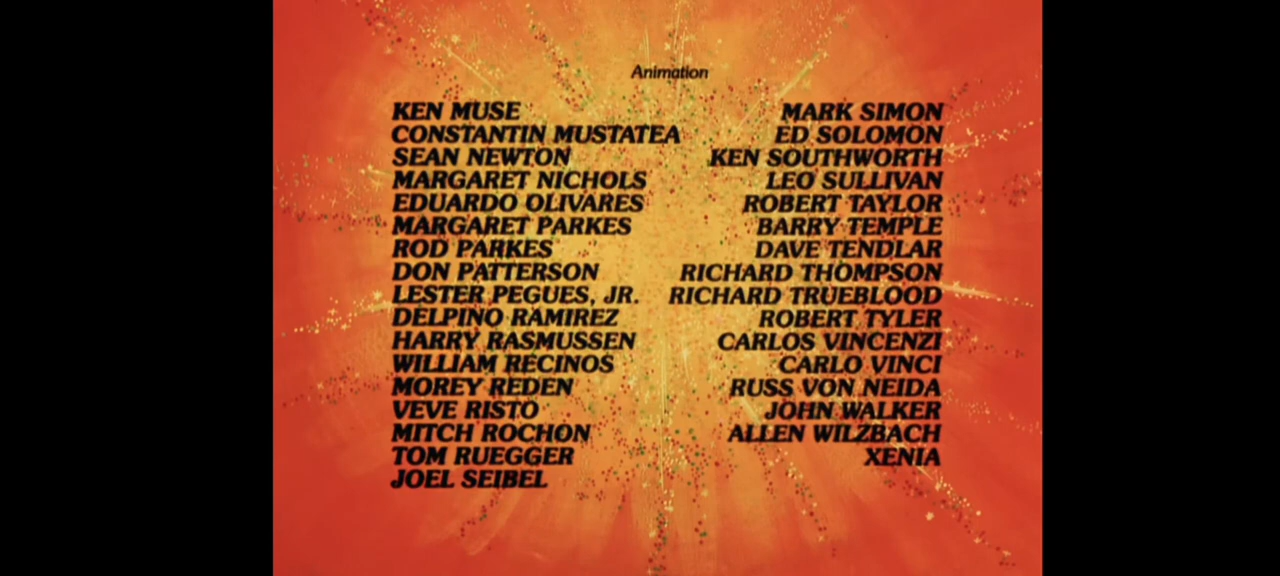 Animation
KEN MUSE
CONSTANTIN MUSTATEA
SEAN NEWTON
MARGARET NICHOLS
EDUARDO OLIVARES
MARGARET PARKES
ROD PARKES
DON PATTERSON
LESTER PEGUES, JR.
DELPINO RAMIREZ
HARRY RASMUSSEN
WILLIAM RECINOS
MOREY REDEN
VEVE RISTO
MITCH ROCHON
TOM RUEGGER
JOEL SEIBEL
MARK SIMON
ED SOLOMON
KEN SOUTHWORTH
LEO SULLIVAN
ROBERT TAYLOR
BARRY TEMPLE
DAVE TENDLAR
RICHARD THOMPSON
RICHARD TRUEBLOOD
ROBERT TYLER
CARLOS VINCENZI
CARLO VINCI
RUSS VON NEIDA
JOHN WALKER
ALLEN WILZBACH
XENIA